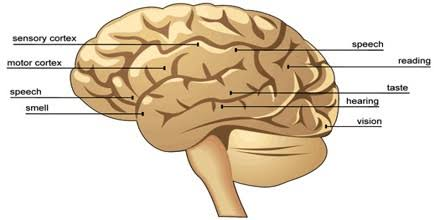 sensory cortex
motor cortex
speech
smell
speech
reading
taste
hearing
vision